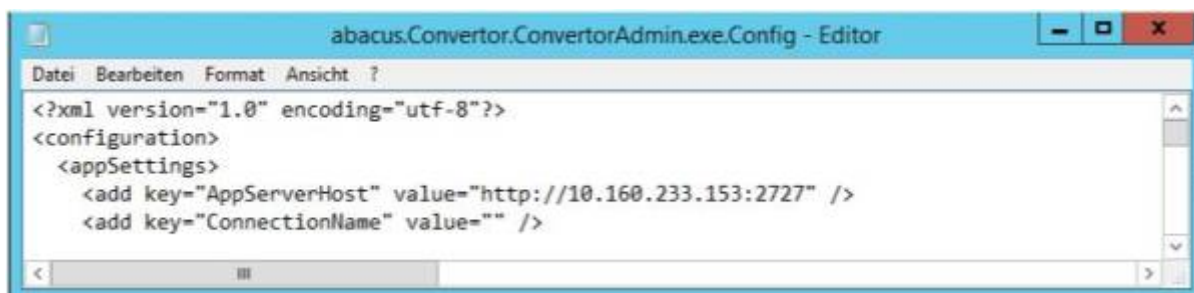 abacus.Convertor.ConvertorAdmin.exe.Config - Editor
Datei Bearbeiten Format Ansicht ?
<?xml version="1.0" encoding="utf-8"?>
<configuration>
<appSettings>
<add key="AppServerHost" value="http://10.160.233.153:2727" />
<add key="ConnectionName" value="" />